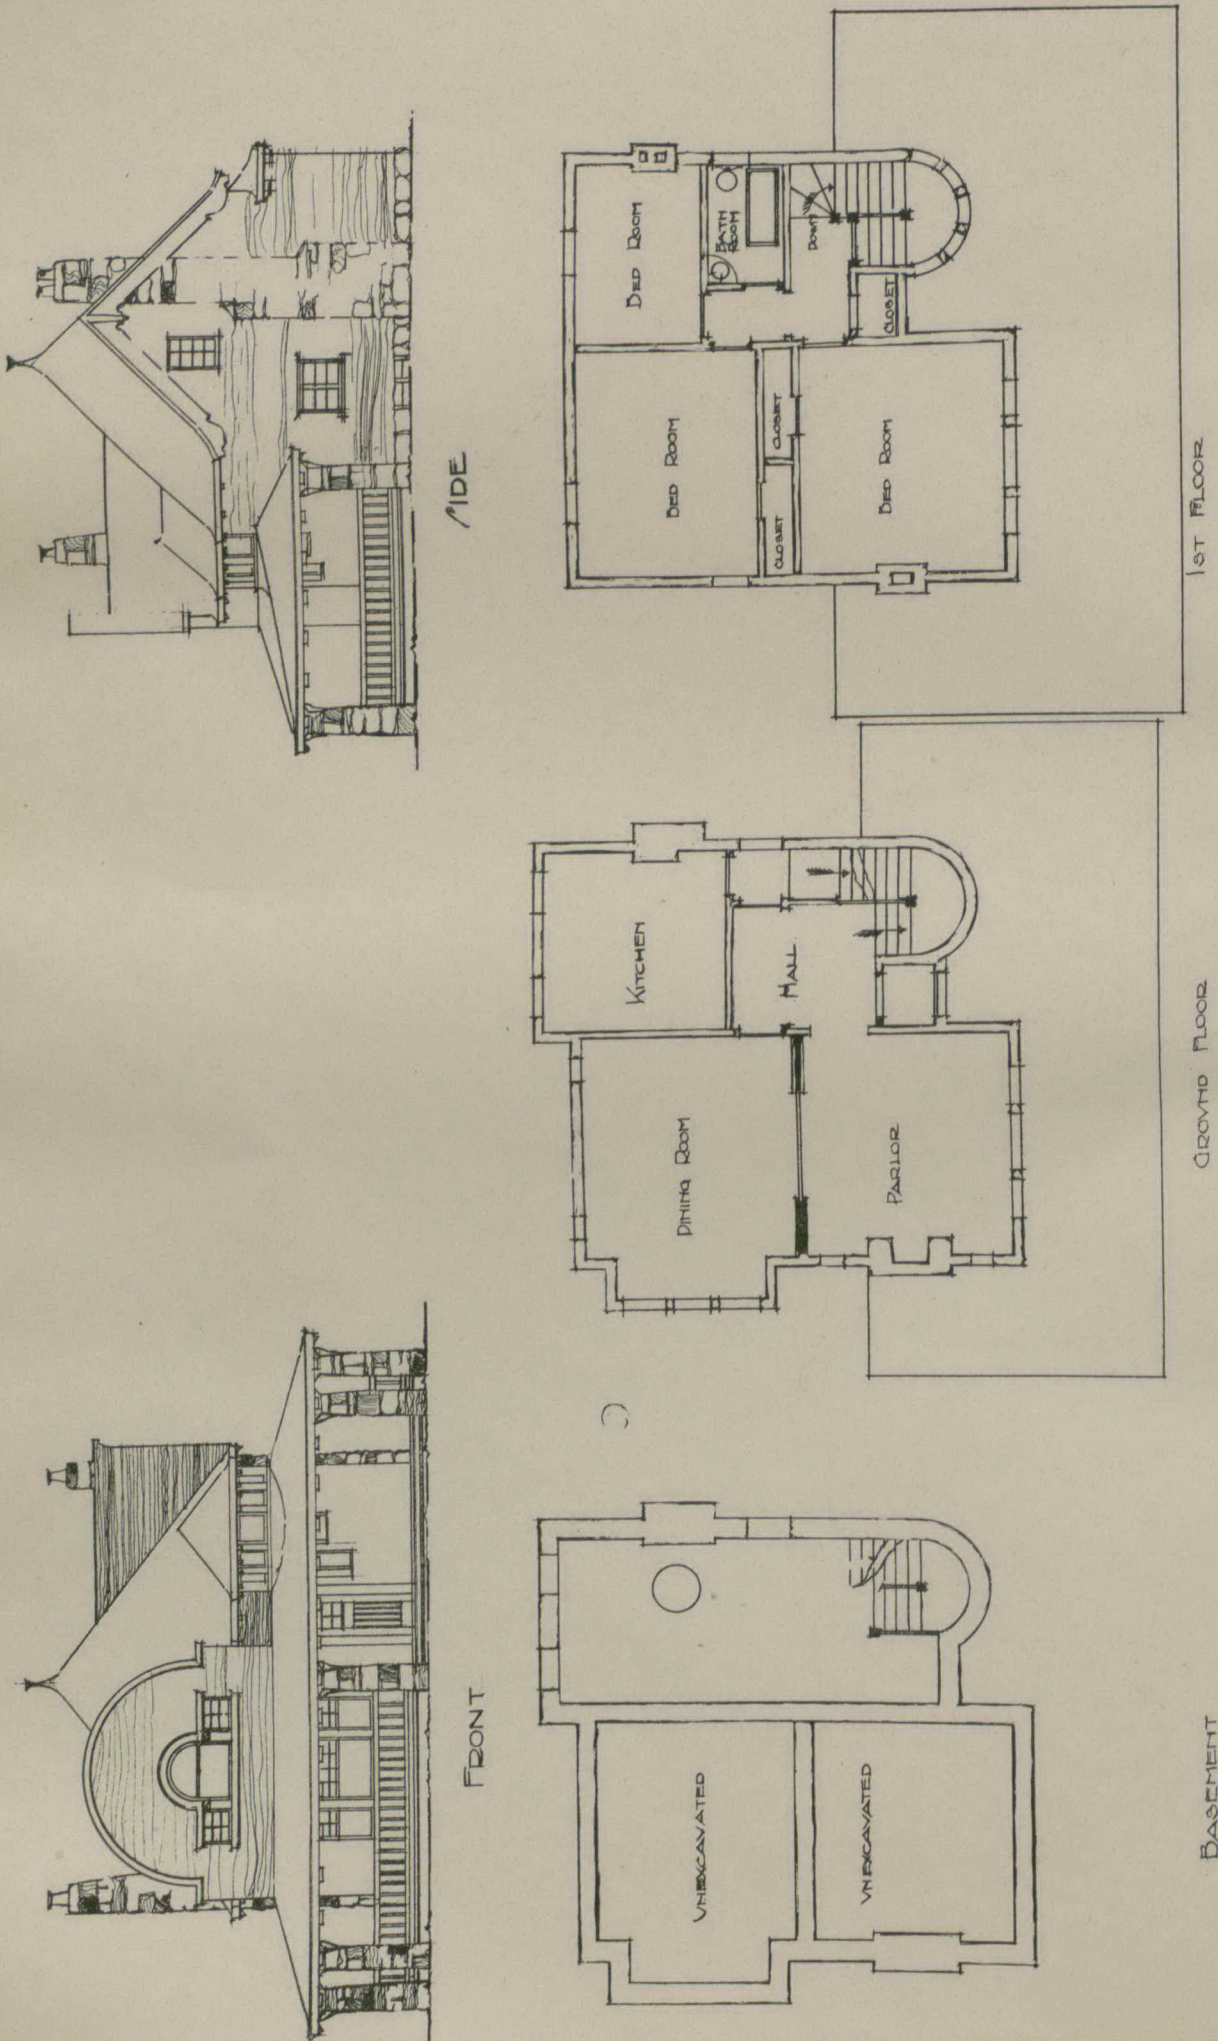 FRONT
SIDE
UNEXCAVATED
UNEXCAVATED
BASEMENT
KITCHEN
DINING ROOM
HALL
PARLOR
GROVND FLOOR
BED ROOM
BED ROOM
BATH
ROOM
DOWN
CLOSET
CLOSET
CLOSET
BED ROOM
1ST FLOOR